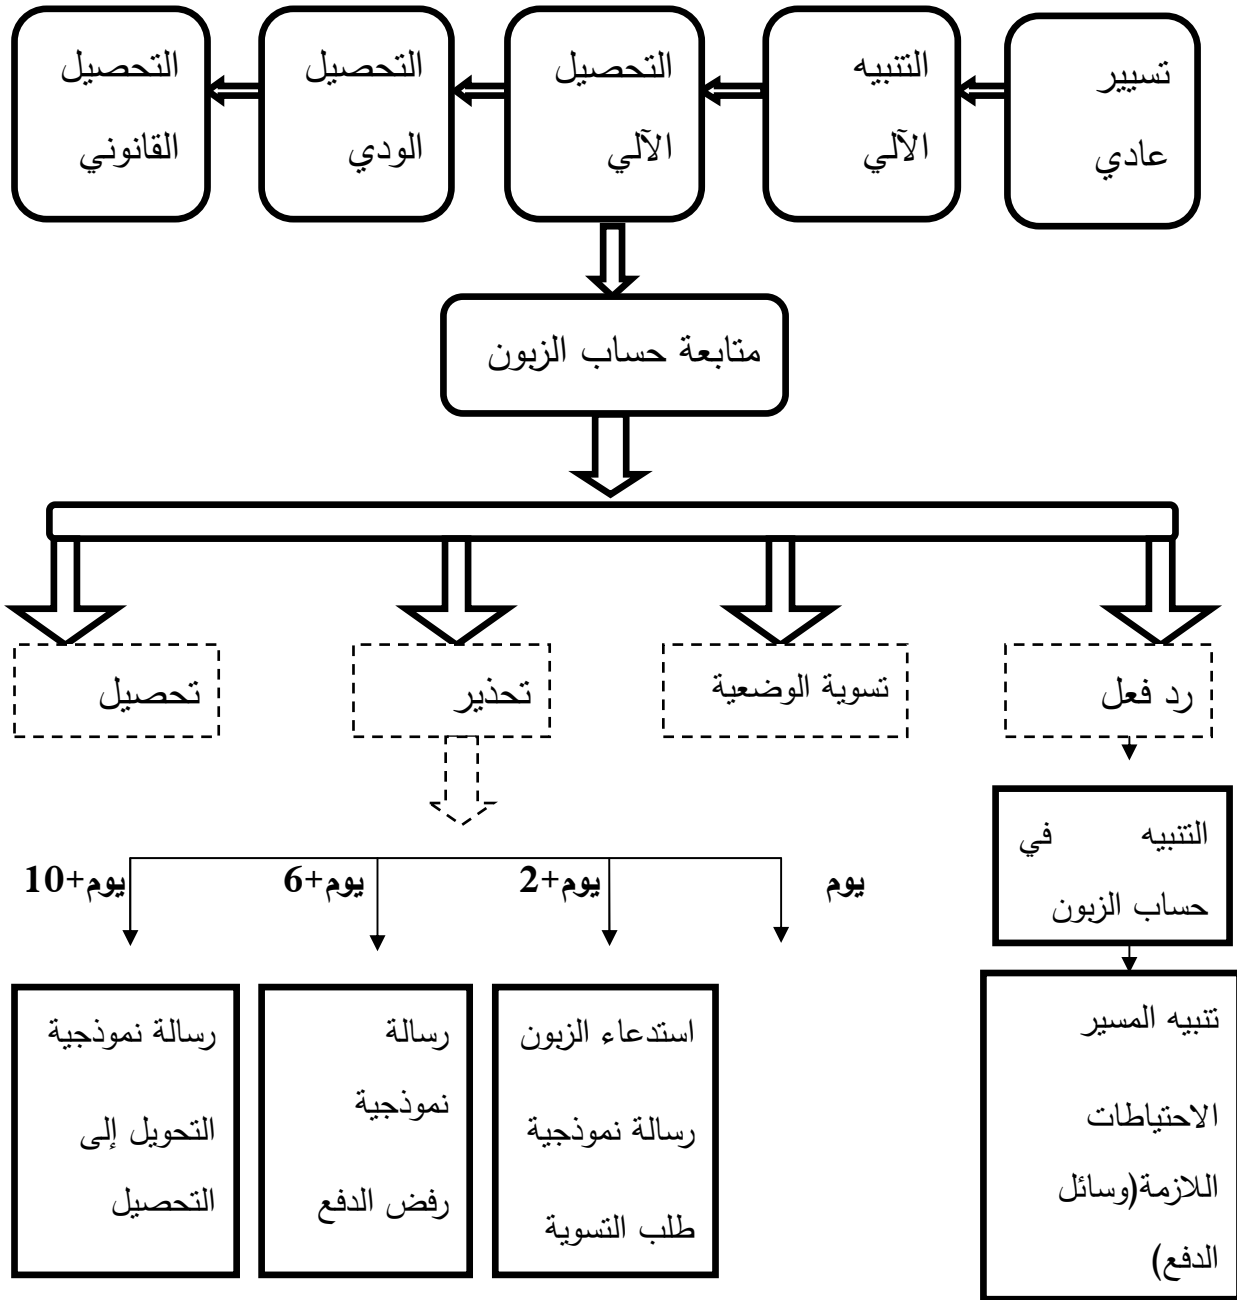 تسيير
عادي
التنبيه
الآلي
التحصيل
الآلي
التحصيل
الودي
التحصيل
القانوني
متابعة حساب الزبون
رد فعل
تسوية الوضعية
تحذير
تحصيل
التنبيه في
حساب الزبون
يوم
يوم+2
يوم+6
يوم+10
تنبيه المسير
الاحتياطات
اللازمة(وسائل
الدفع)
استدعاء الزبون
رسالة نموذجية
طلب التسوية
رسالة
نموذجية
رفض الدفع
رسالة نموذجية
التحويل إلى
التحصيل